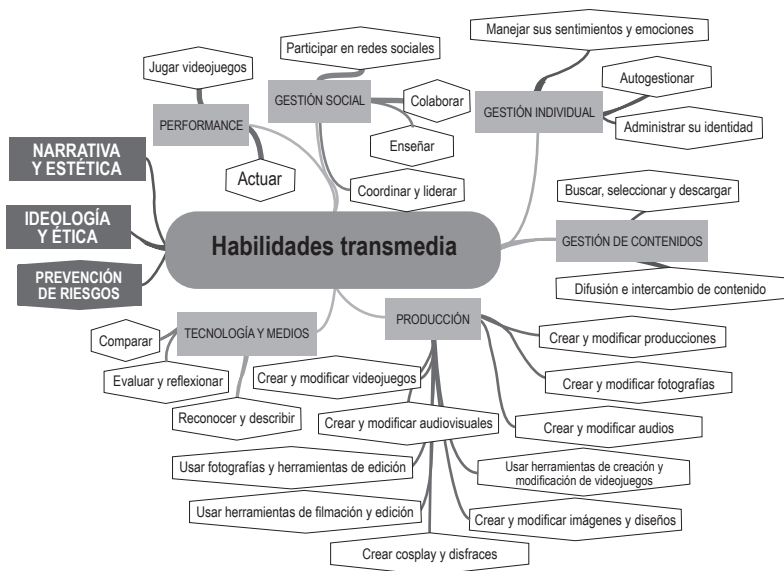 Manejar sus sentimientos y emociones
Participar en redes sociales
Jugar videojuegos
Autogestionar
GESTIÓN SOCIAL
Colaborar
GESTIÓN INDIVIDUAL
PERFORMANCE
Administrar su identidad
Enseñar
NARRATIVA
Y ESTÉTICA
Actuar
Coordinar y liderar
Buscar, seleccionar y descargar
IDEOLOGÍA
Y ÉTICA
Habilidades transmedia
GESTIÓN DE CONTENIDOS
PREVENCIÓN
DE RIESGOS
Difusión e intercambio de contenido
PRODUCCIÓN
TECNOLOGÍA Y MEDIOS
Comparar
Crear y modificar producciones
Evaluar y reflexionar
Crear y modificar videojuegos
Crear y modificar fotografías
Reconocer y describir
Crear y modificar audiovisuales
Crear y modificar audios
Usar fotografías y herramientas de edición
Usar herramientas de creación y
modificación de videojuegos
Usar herramientas de filmación y edición
Crear y modificar imágenes y diseños
Crear cosplay y disfraces